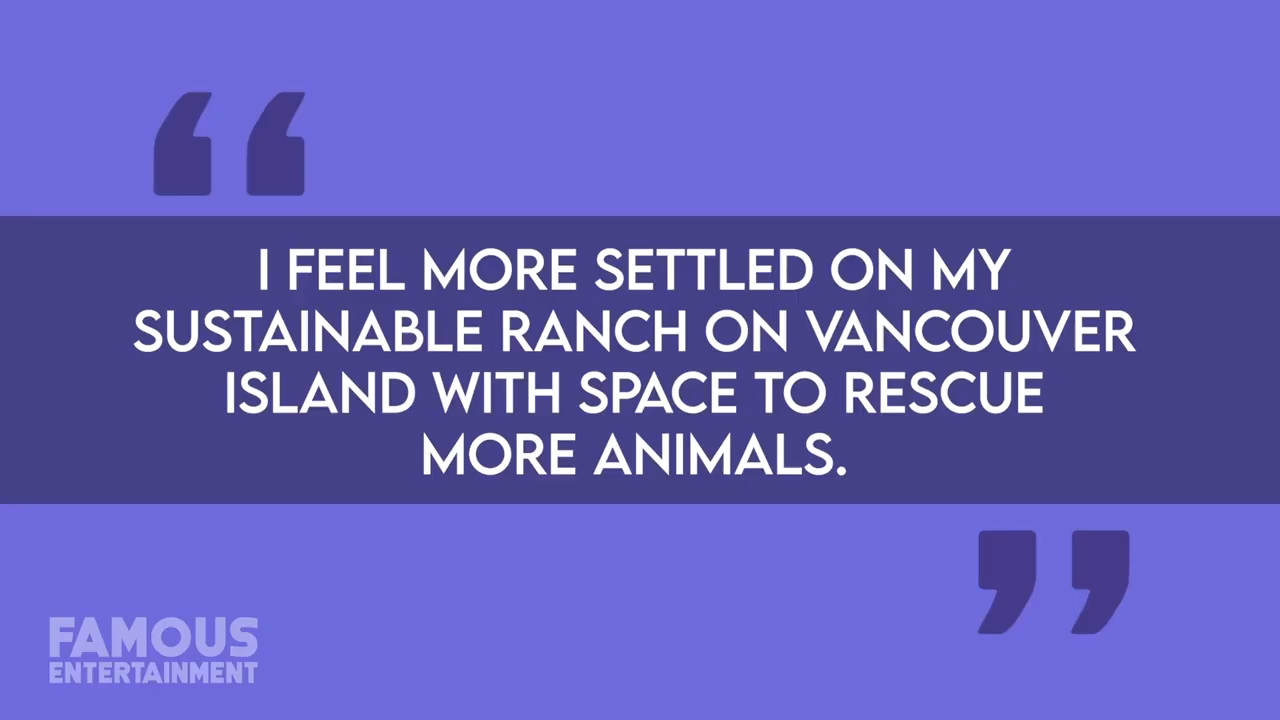 “
I FEEL MORE SETTLED ON MY
SUSTAINABLE RANCH ON VANCOUVER
ISLAND WITH SPACE TO RESCUE
MORE ANIMALS.
”
FAMOUS
ENTERTAINMENT